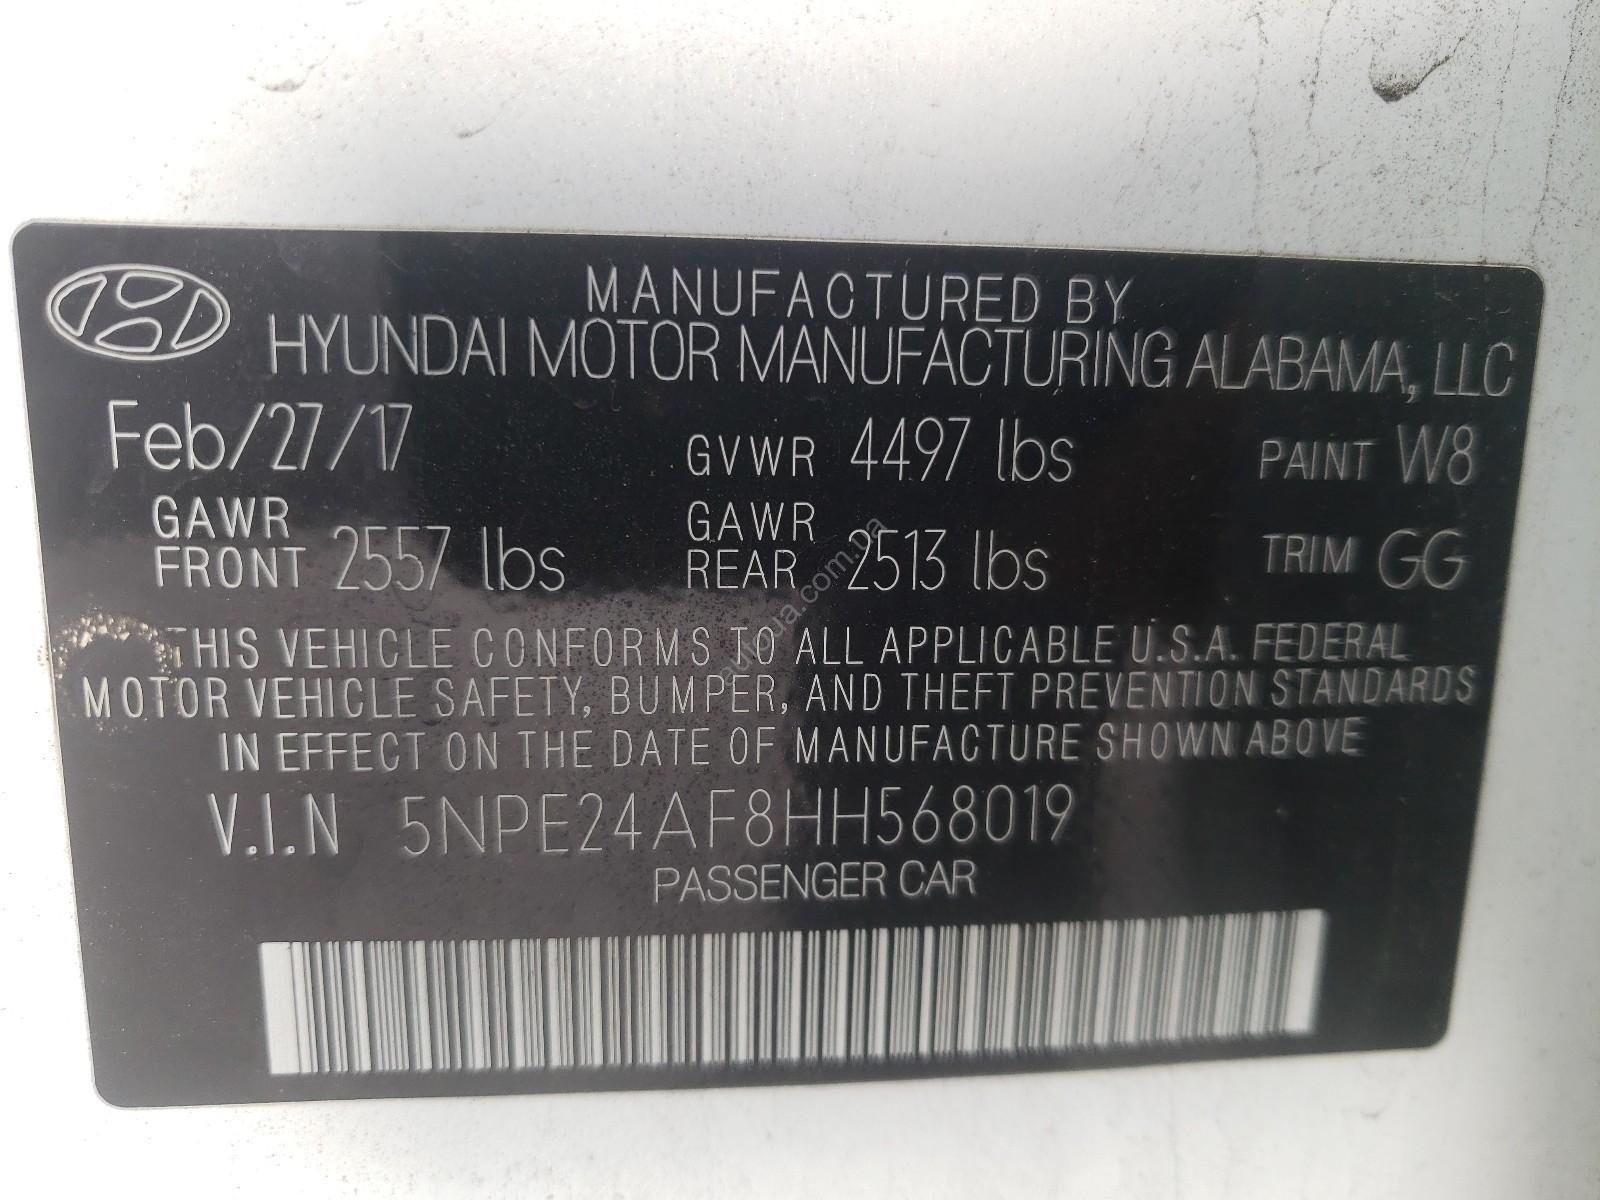 MANUFACTURED BY
HYUNDAI MOTOR MANUFACTURING ALABAMA, LLC
Feb/27/17 GVWR 4497 lbs PAINT W8
GAWR FRONT 2557 lbs GAWR REAR 2513 lbs TRIM GG
THIS VEHICLE CONFORMS TO ALL APPLICABLE U.S.A. FEDERAL
MOTOR VEHICLE SAFETY, BUMPER, AND THEFT PREVENTION STANDARDS
IN EFFECT ON THE DATE OF MANUFACTURE SHOWN ABOVE
V.I.N 5NPE24AF8HH568019
PASSENGER CAR